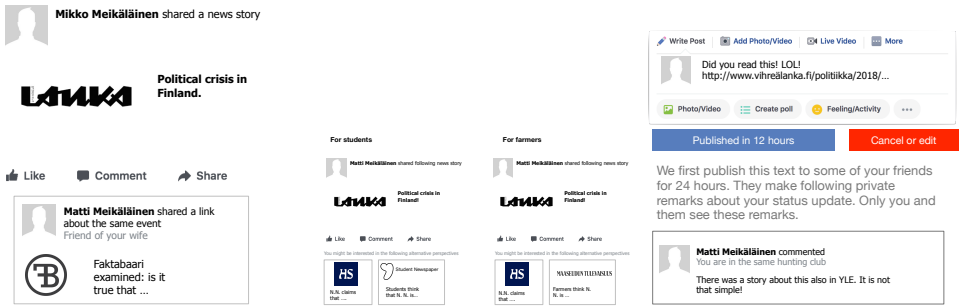 Mikko Meikäläinen shared a news story
Political crisis in
Finland.
Like
Comment
Share
Matti Meikäläinen shared a link
about the same event
Friend of your wife
Faktabaari
examined: is it
true that ...
For students
Matti Meikäläinen shared following news story
Political crisis in
Finland!
Like
Comment
Share
You might be interested in the following alternative perspectives
HS
N.N. claims
that ....
Student Newspaper
Students think
that N. N. is...
For farmers
Matti Meikäläinen shared following news story
Political crisis in
Finland!
Like
Comment
Share
You might be interested in the following alternative perspectives
HS
N.N. claims
that ....
MAASEUDUN TULEVAISUUS
Farmers think N.
N. is ...
Write Post
Add Photo/Video
Live Video
More
Did you read this! LOL!
http://www.vihreälanka.fi/politiikka/2018/...
Photo/Video
Create poll
Feeling/Activity
Published in 12 hours
Cancel or edit
We first publish this text to some of your friends
for 24 hours. They make following private
remarks about your status update. Only you and
them see these remarks.
Matti Meikäläinen commented
You are in the same hunting club
There was a story about this also in YLE. It is not
that simple!